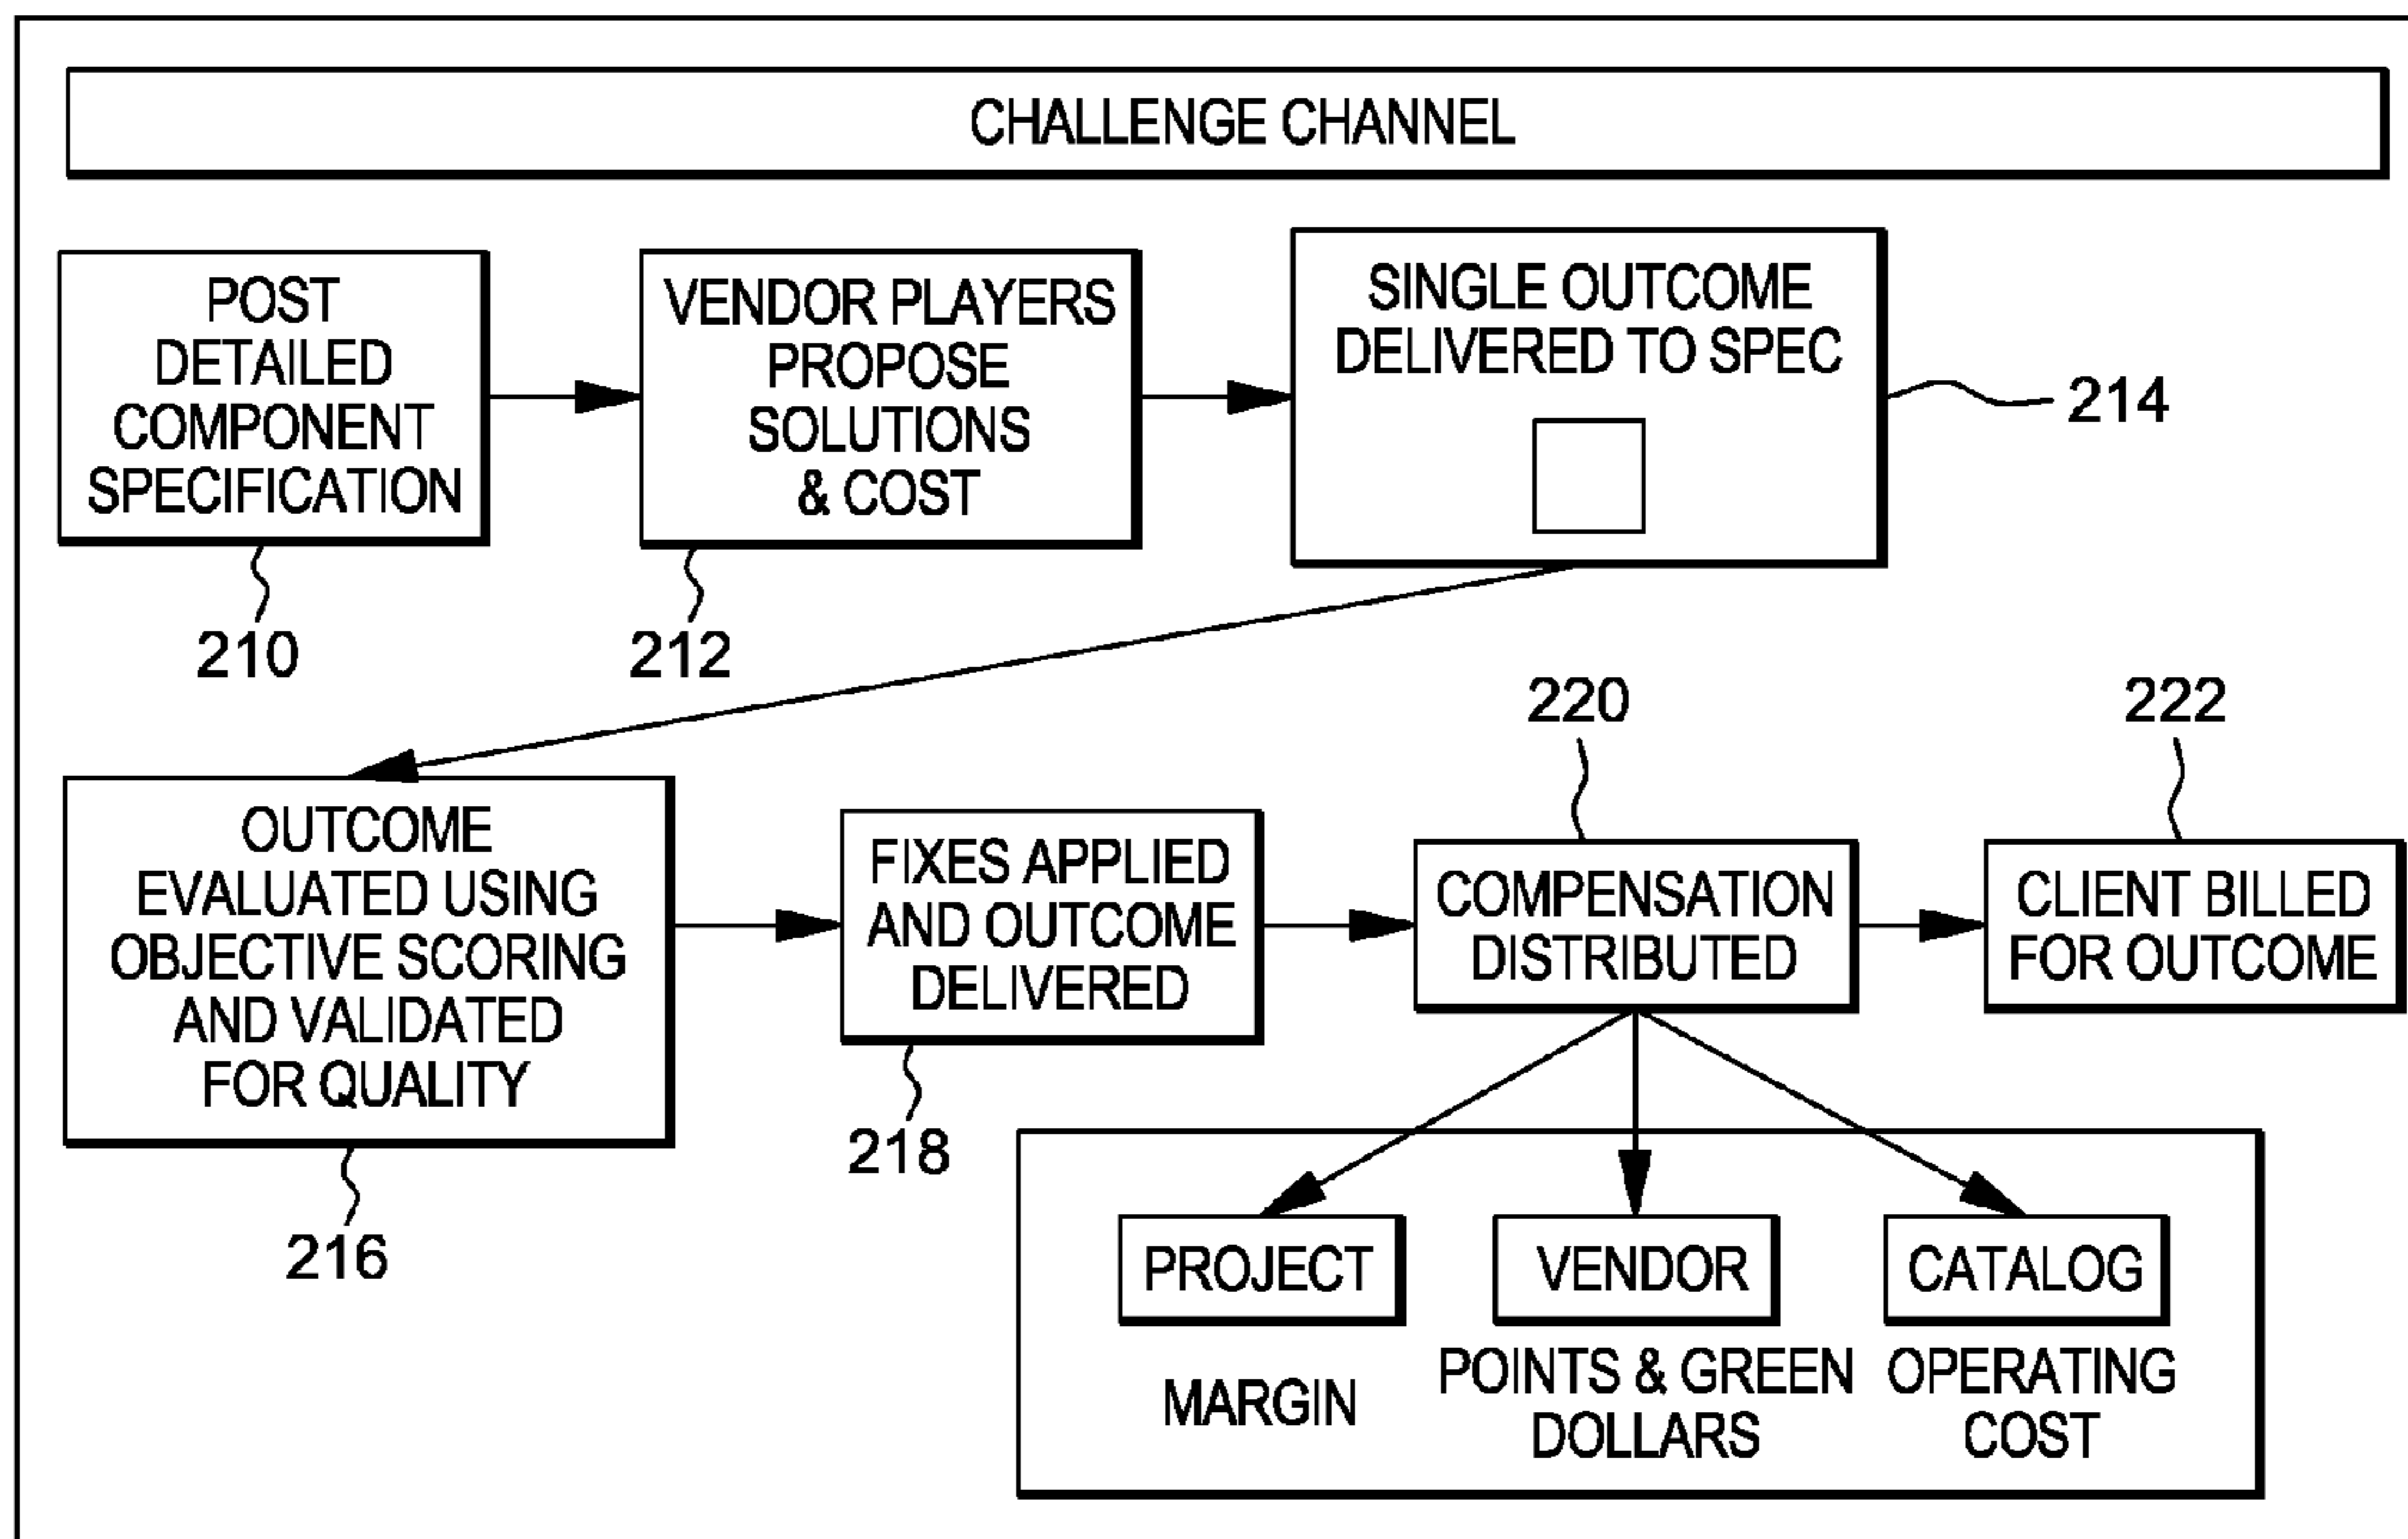 CHALLENGE CHANNEL
POST
DETAILED
COMPONENT
SPECIFICATION
210
VENDOR PLAYERS
PROPOSE
SOLUTIONS
& COST
212
SINGLE OUTCOME
DELIVERED TO SPEC
214
OUTCOME
EVALUATED USING
OBJECTIVE SCORING
AND VALIDATED
FOR QUALITY
216
FIXES APPLIED
AND OUTCOME
DELIVERED
218
220
COMPENSATION
DISTRIBUTED
222
CLIENT BILLED
FOR OUTCOME
PROJECT
MARGIN
VENDOR
POINTS & GREEN
DOLLARS
CATALOG
OPERATING
COST